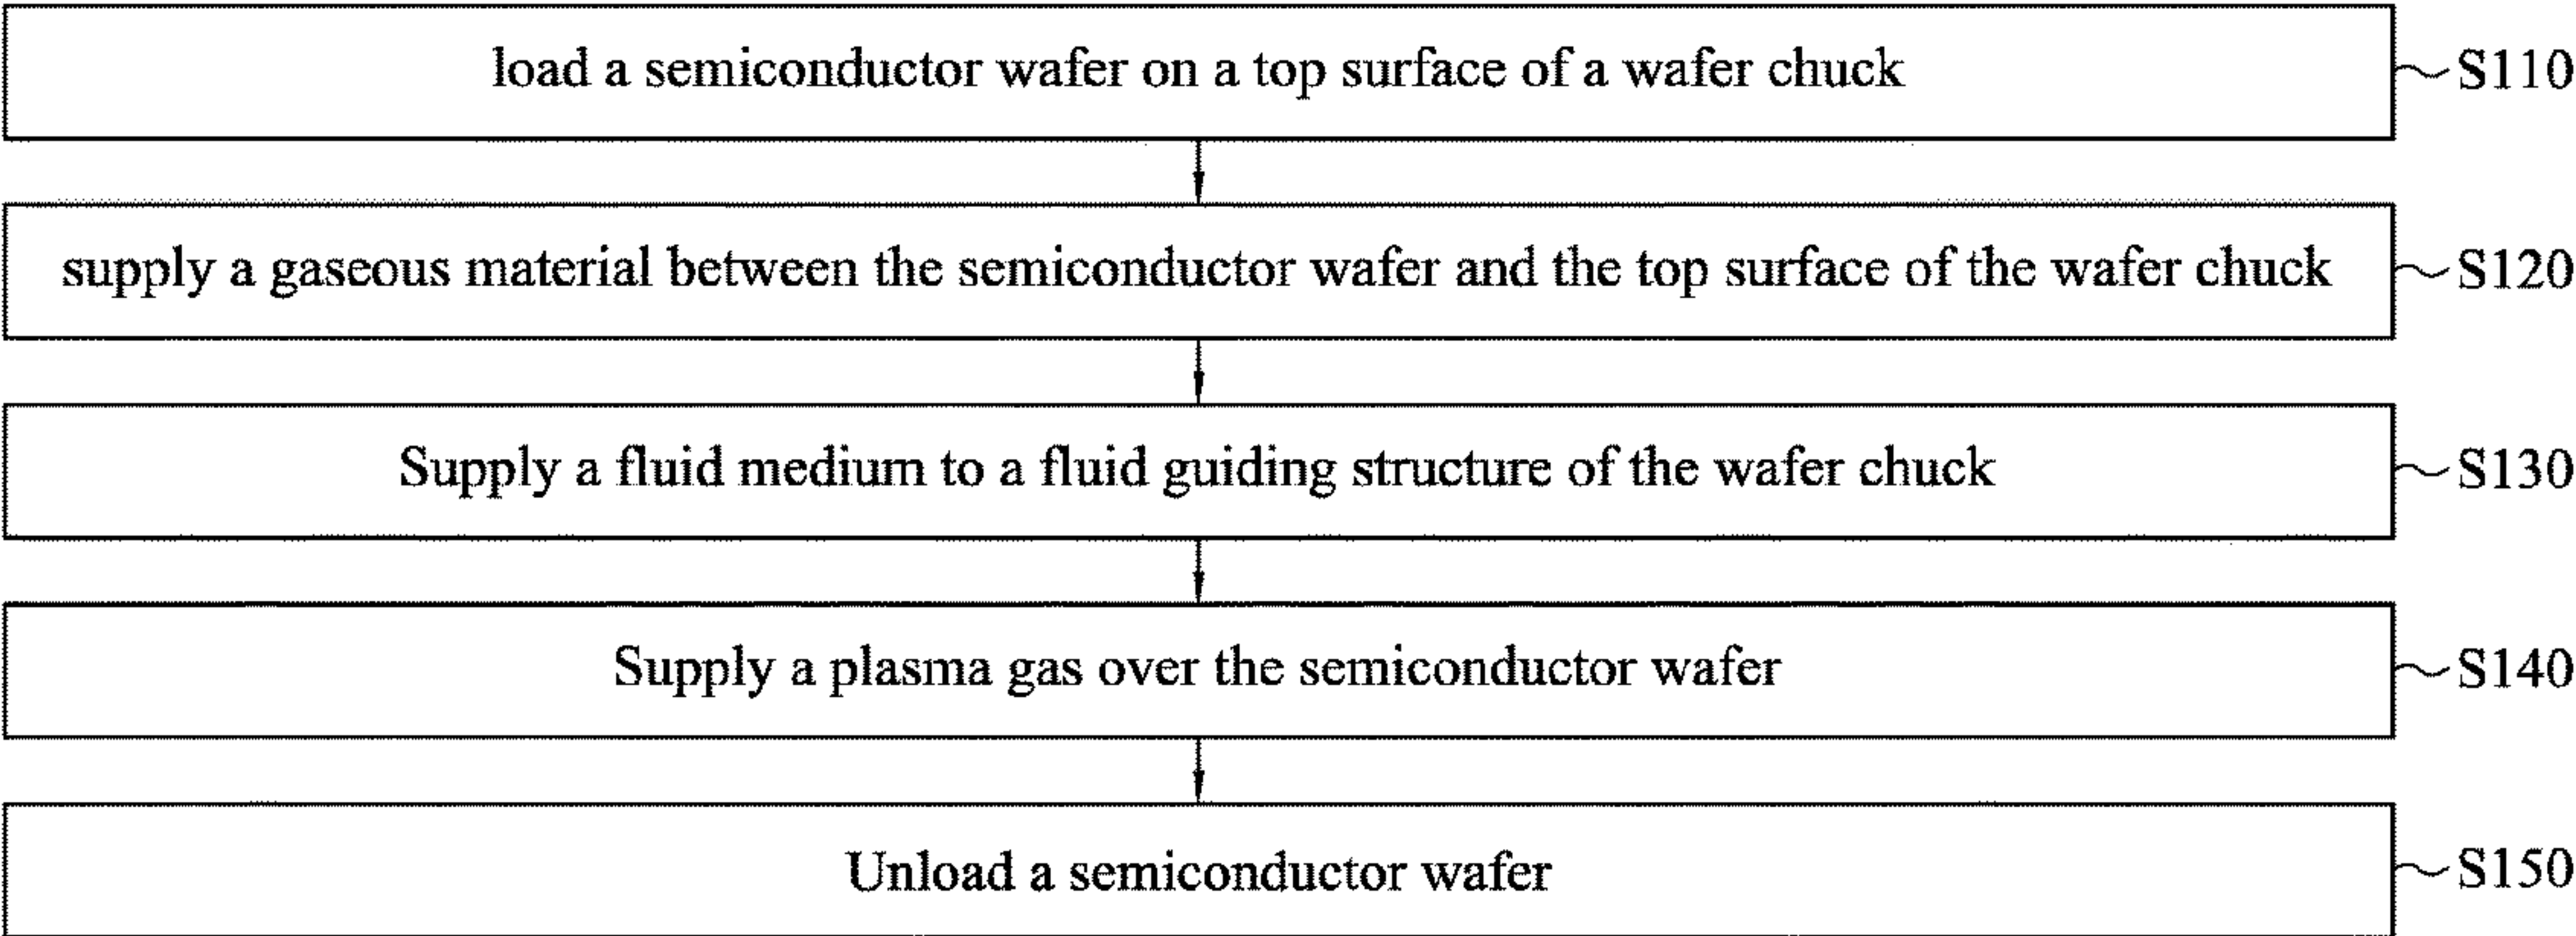 load a semiconductor wafer on a top surface of a wafer chuck S110
supply a gaseous material between the semiconductor wafer and the top surface of the wafer chuck S120
Supply a fluid medium to a fluid guiding structure of the wafer chuck S130
Supply a plasma gas over the semiconductor wafer S140
Unload a semiconductor wafer S150